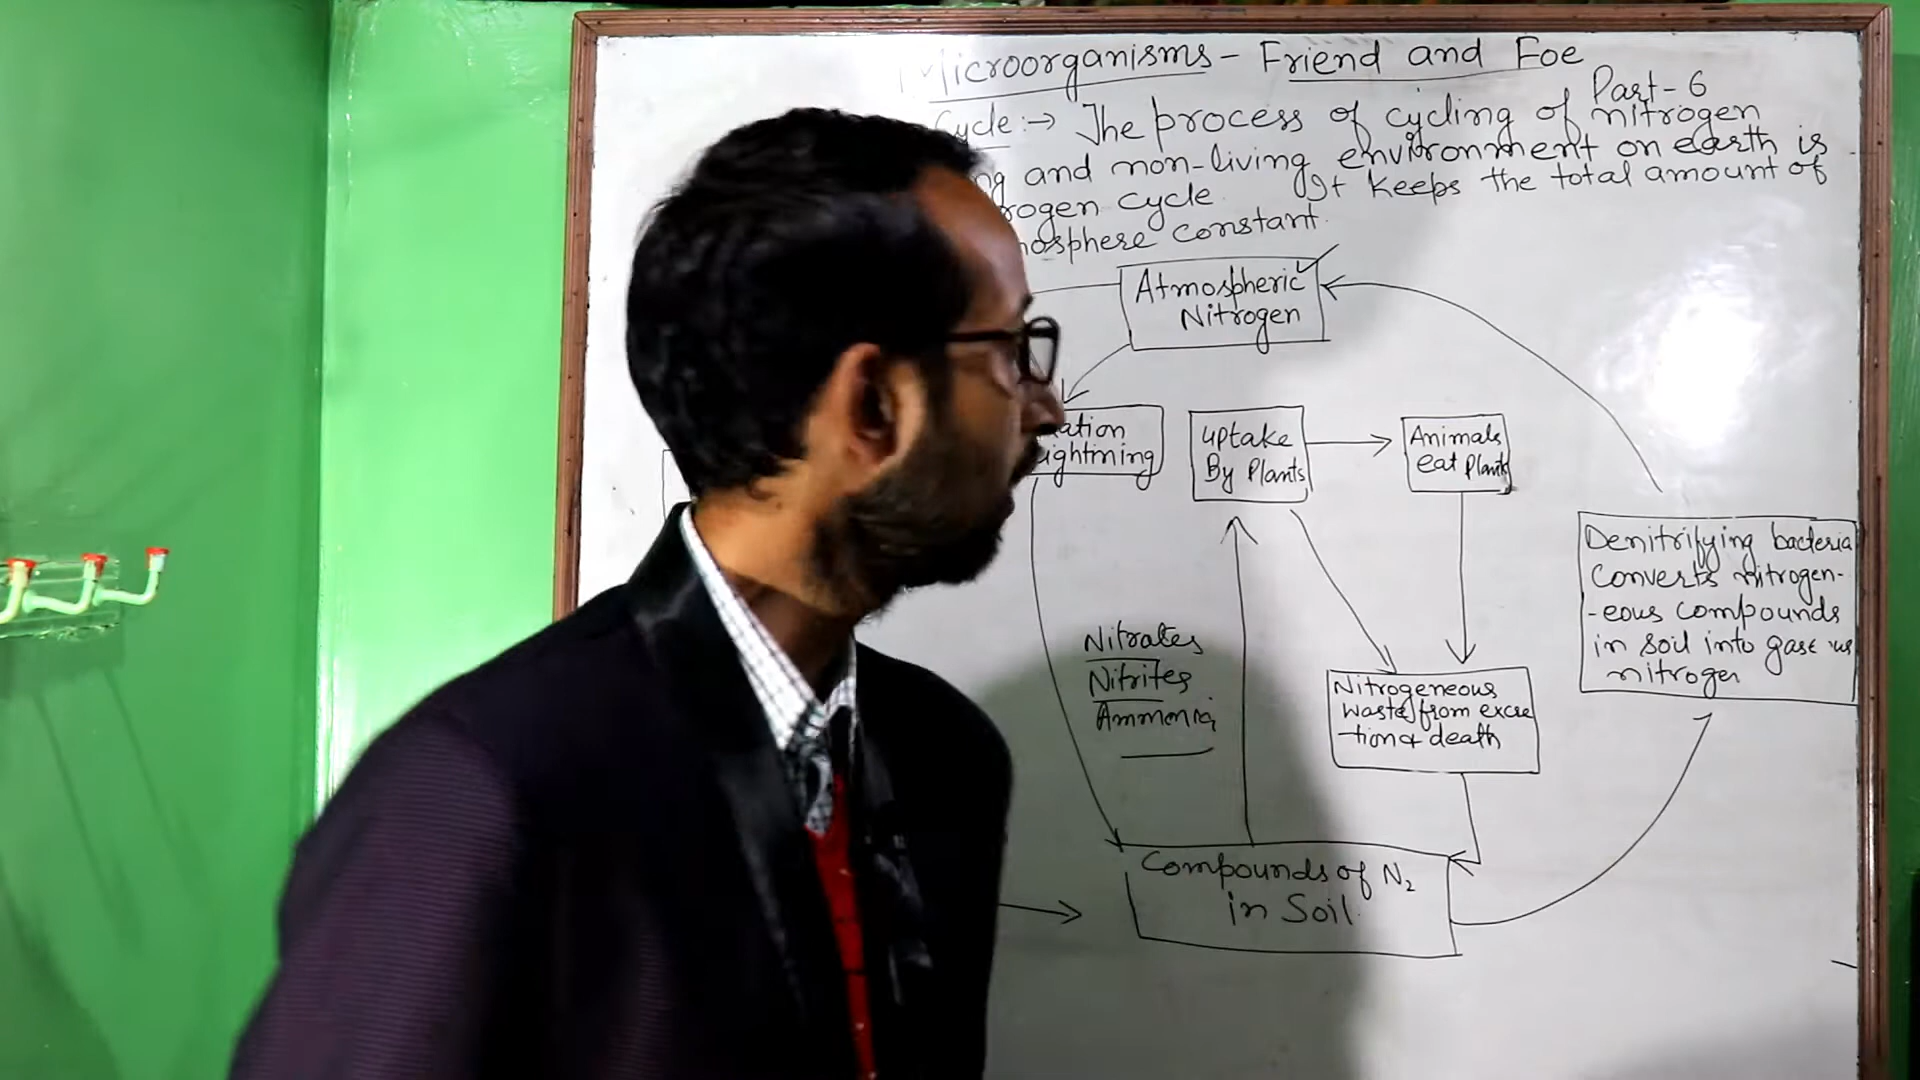 Microorganisms - Friend and Foe
Part-6
Cycle :→ The process of cycling of nitrogen
and non-living environment on earth is
cycle. It keeps the total amount of
constant.
Atmospheric
Nitrogen
uptake
By Plants
Animals
eat plants
Denitrifying bacteria
converts nitrogen-
-eous compounds
in soil into gaseous
nitrogen
Nitrates
Nitrites
Ammonia
Nitrogeneous
waste from excre
-tion & death
Compounds of N2
in Soil.